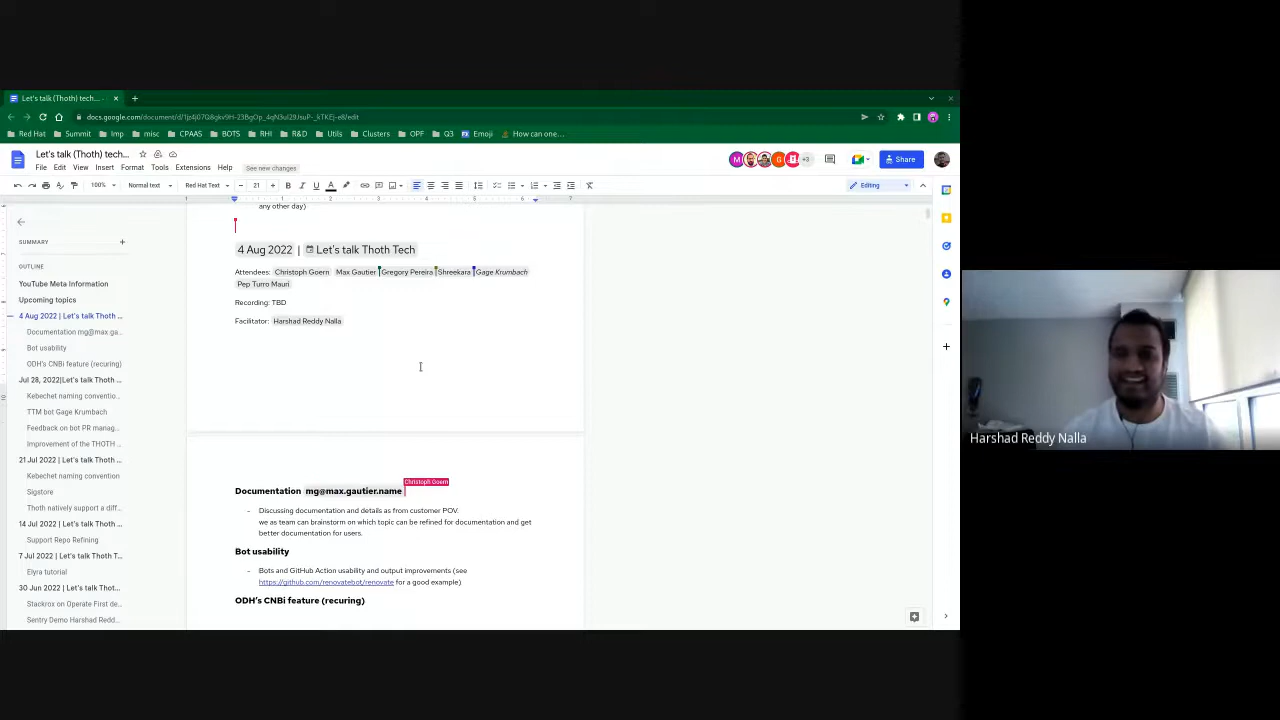 Let's talk (Thoth) tech...
docs.google.com/document/d/
Red Hat
Summit
Imp
misc
CPAAS
BOTS
RHI
R&D
Utils
Clusters
OPF
Q3
Emoji
How can one...
Let's talk (Thoth) tech...
File Edit View Insert Format Tools Extensions Help
See new changes
+3
Share
100%
Normal text
Red Hat Text
21
Editing
SUMMARY
OUTLINE
YouTube Meta Information
Upcoming topics
4 Aug 2022 | Let's talk Thoth ...
Documentation mg@max.ga...
Bot usability
ODH's CNBi feature (recuring)
Jul 28, 2022|Let's talk Thoth ...
Kebechet naming conventio...
TTM bot Gage Krumbach
Feedback on bot PR manag...
Improvement of the THOTH ...
21 Jul 2022 | Let's talk Thoth ...
Kebechet naming convention
Sigstore
Thoth natively support a diff...
14 Jul 2022 | Let's talk Thoth ...
Support Repo Refining
7 Jul 2022 | Let's talk Thoth T...
Elyra tutorial
30 Jun 2022 | Let's talk Thot...
Stackrox on Operate First de...
Sentry Demo Harshad Redd...
any other day)
4 Aug 2022 | Let's talk Thoth Tech
Attendees: Christoph Goern Max Gautier Gregory Pereira Shreekara Gage Krumbach
Pep Turro Mauri
Recording: TBD
Facilitator: Harshad Reddy Nalla
Christoph Goern
Documentation mg@max.gautier.name
- Discussing documentation and details as from customer POV.
we as team can brainstorm on which topic can be refined for documentation and get
better documentation for users.
Bot usability
- Bots and GitHub Action usability and output improvements (see
https://github.com/renovatebot/renovate for a good example)
ODH's CNBi feature (recuring)
Harshad Reddy Nalla